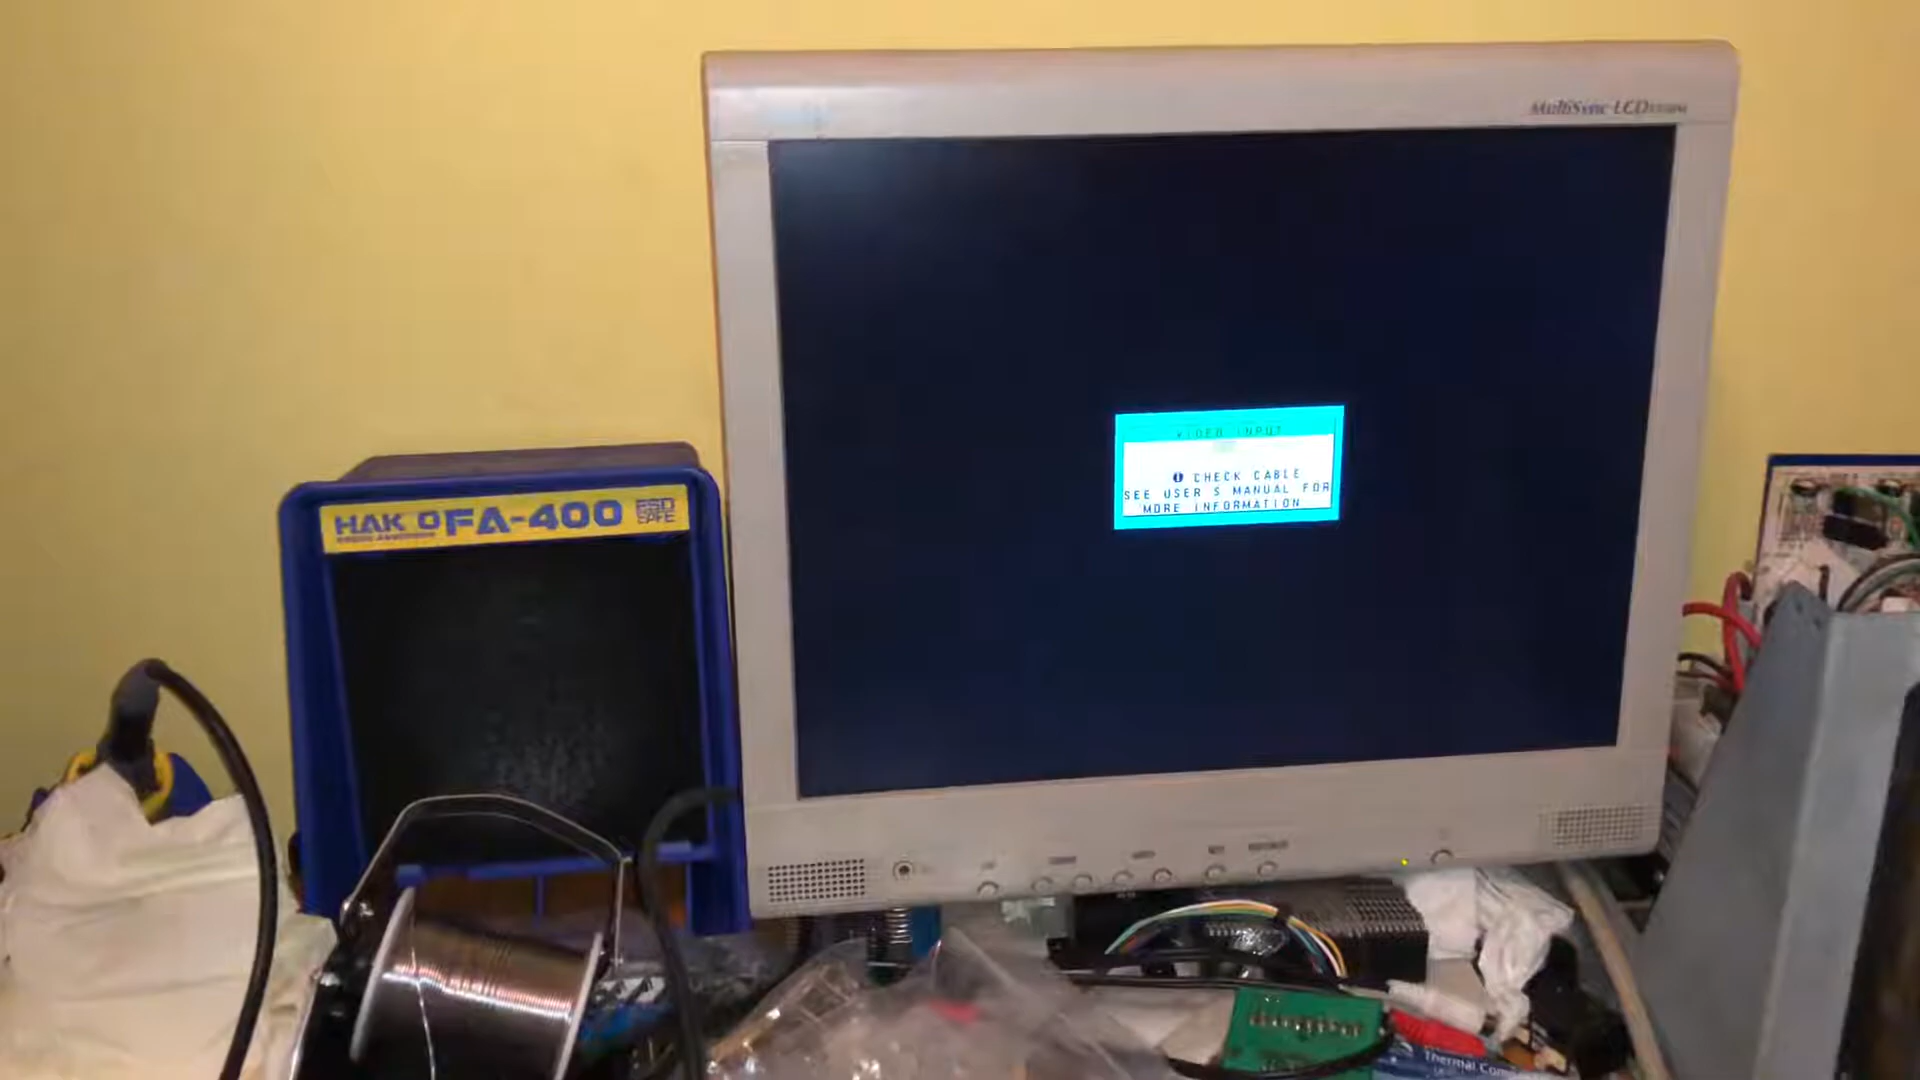 MultiSync LCD
VIDEO INPUT
CHECK CABLE
SEE USER S MANUAL FOR
MORE INFORMATION
HAKKO FA-400
ESD
SAFE
Thermal